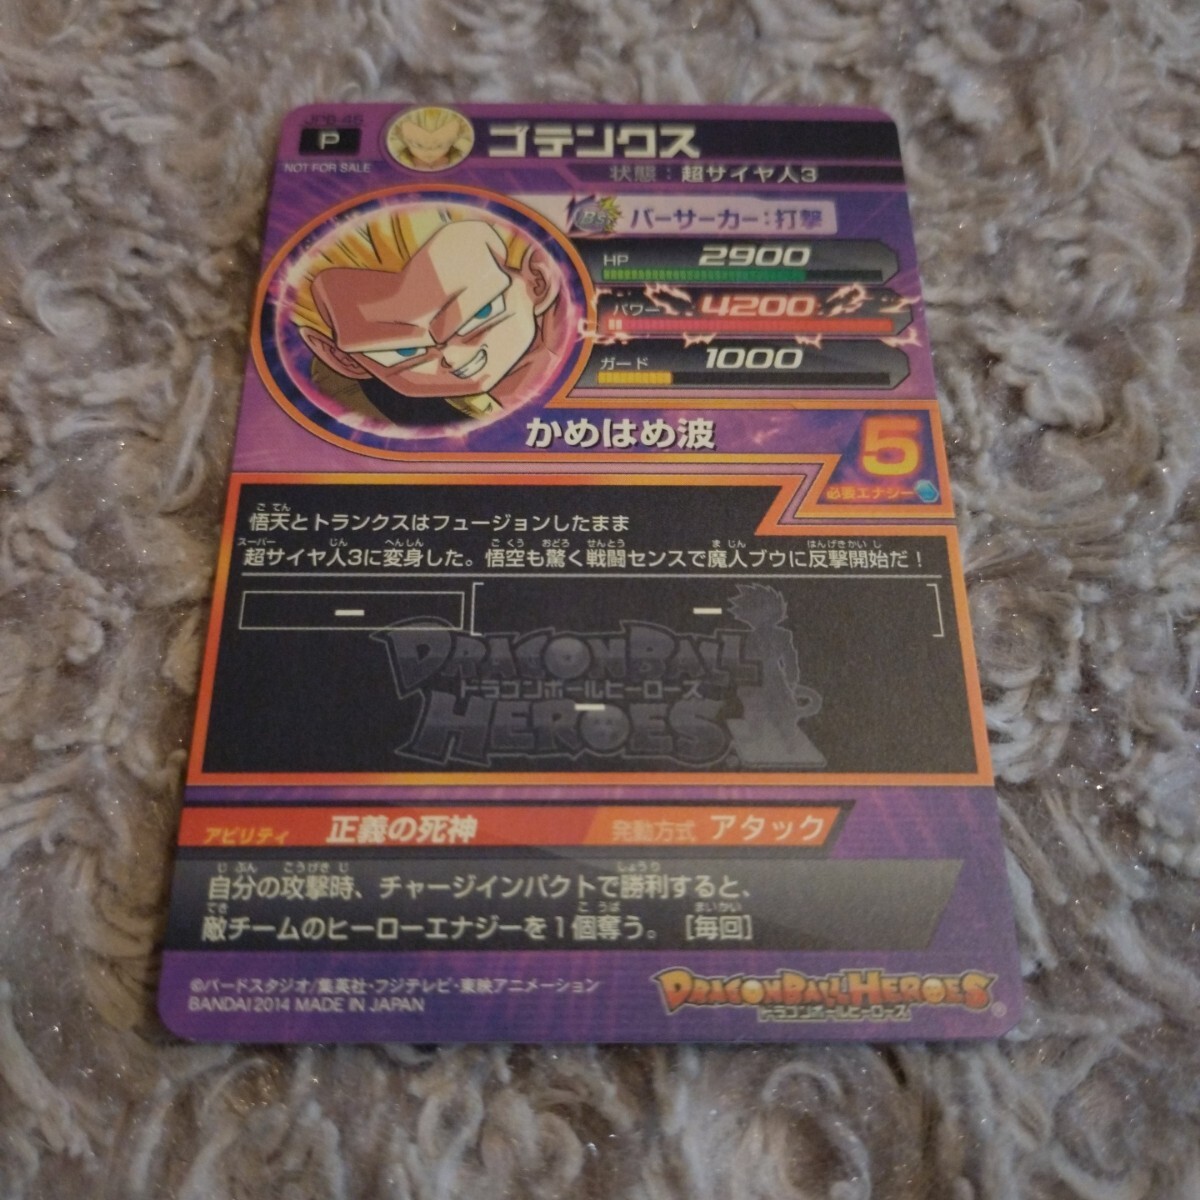 JPB-46
P
NOT FOR SALE
ゴテンクス
状態：超サイヤ人3
バーサーカー：打撃
HP 2900
パワー 4200
ガード 1000
かめはめ波
5
必要エナジー
悟天とトランクスはフュージョンしたまま
超サイヤ人3に変身した。悟空も驚く戦闘センスで魔人ブウに反撃開始だ！
ー ー
DRAGON BALL
ドラゴンボールヒーローズ
ー
HEROES
アビリティ 正義の死神 発動方式 アタック
自分の攻撃時、チャージインパクトで勝利すると、
敵チームのヒーローエナジーを1個奪う。［毎回］
©バードスタジオ/集英社・フジテレビ・東映アニメーション
BANDAI 2014 MADE IN JAPAN
DRAGON BALL HEROES
ドラゴンボールヒーローズ